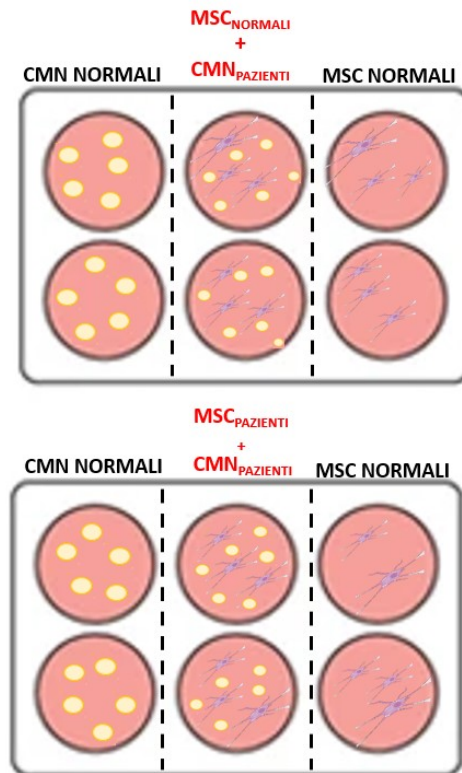 MSCNORMALI
+
CMNPAZIENTI
CMN NORMALI
MSC NORMALI
MSCPAZIENTI
+
CMNPAZIENTI
CMN NORMALI
MSC NORMALI